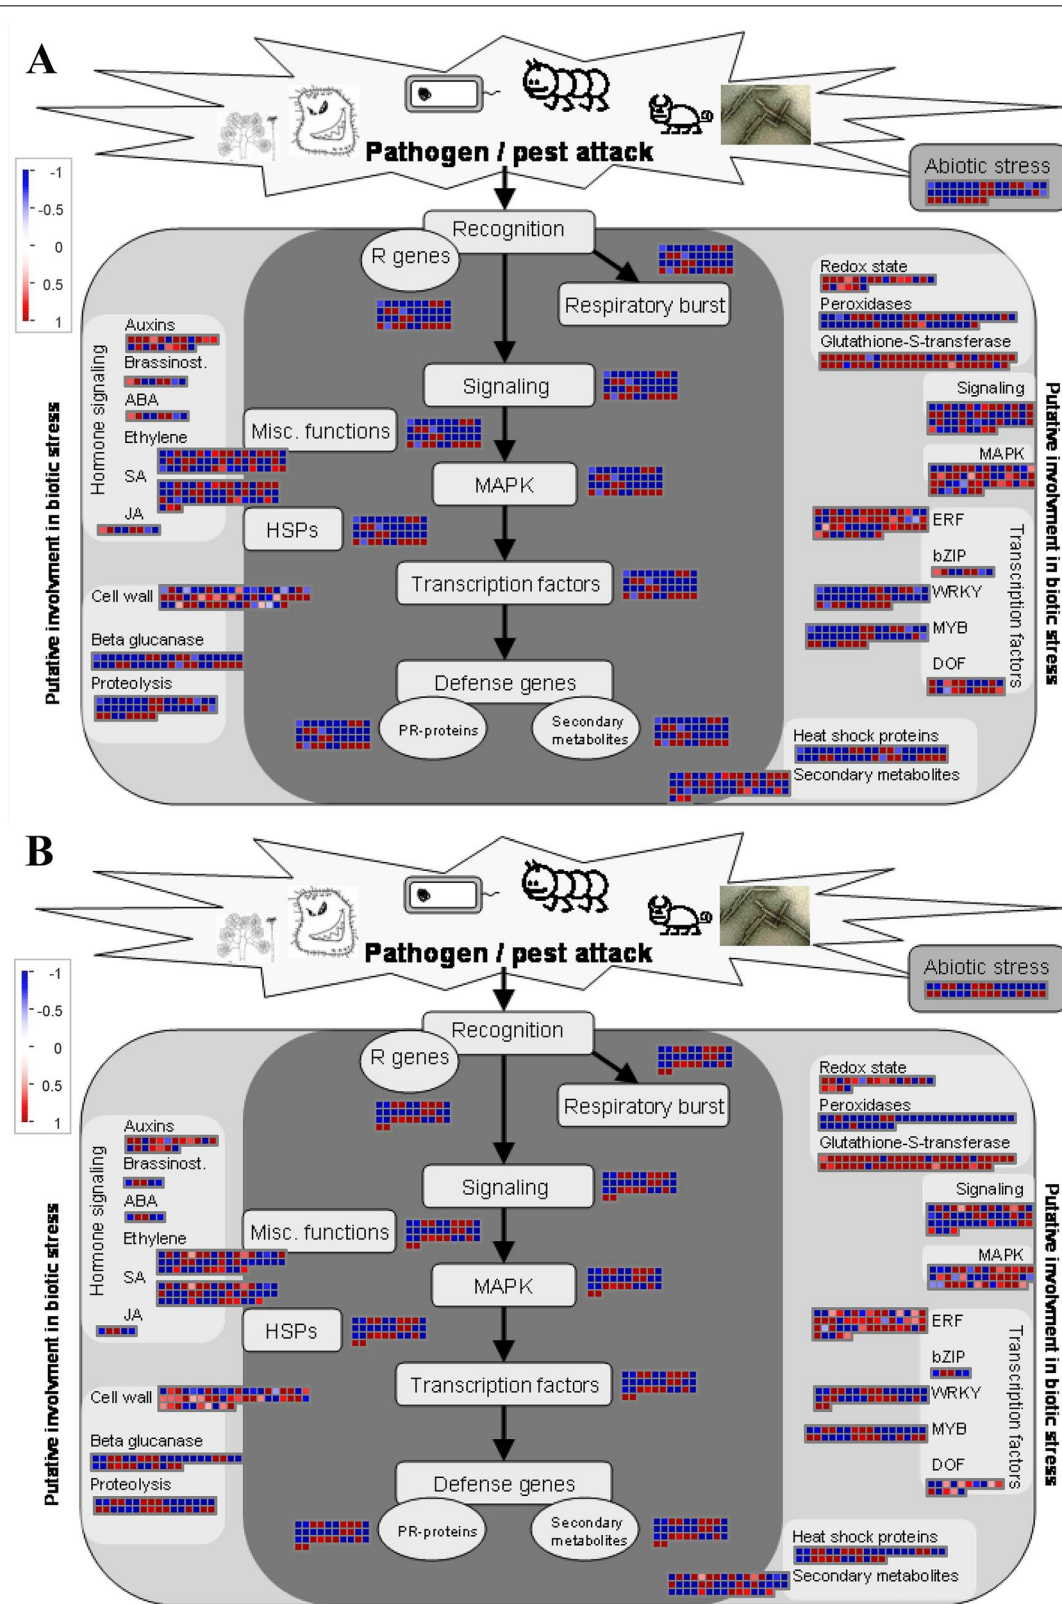 A
Pathogen / pest attack
Abiotic stress
-1
-0.5
0
0.5
1
Recognition
R genes
Respiratory burst
Redox state
Peroxidases
Glutathione-S-transferase
Hormone signaling
Auxins
Brassinost.
ABA
Ethylene
SA
JA
Signaling
Signaling
Misc. functions
MAPK
MAPK
HSPs
ERF
bZIP
WRKY
MYB
DOF
Transcription factors
Transcription factors
Cell wall
Beta glucanase
Proteolysis
Defense genes
PR-proteins
Secondary
metabolites
Heat shock proteins
Secondary metabolites
Putative involvment in biotic stress
Putative involvment in biotic stress
B
Pathogen / pest attack
Abiotic stress
-1
-0.5
0
0.5
1
Recognition
R genes
Respiratory burst
Redox state
Peroxidases
Glutathione-S-transferase
Hormone signaling
Auxins
Brassinost.
ABA
Ethylene
SA
JA
Signaling
Signaling
Misc. functions
MAPK
MAPK
HSPs
ERF
bZIP
WRKY
MYB
DOF
Transcription factors
Transcription factors
Cell wall
Beta glucanase
Proteolysis
Defense genes
PR-proteins
Secondary
metabolites
Heat shock proteins
Secondary metabolites
Putative involvment in biotic stress
Putative involvment in biotic stress